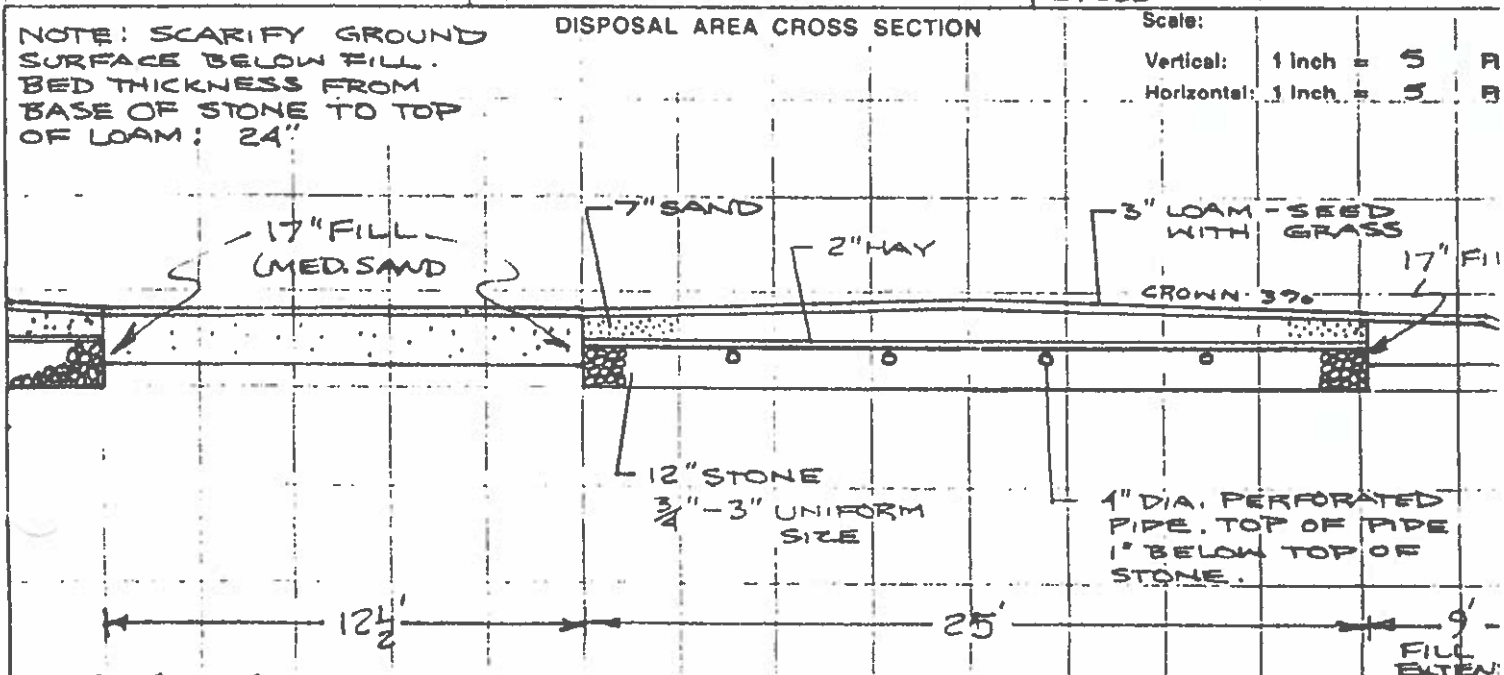 DISPOSAL AREA CROSS SECTION
NOTE: SCARIFY GROUND
SURFACE BELOW FILL.
BED THICKNESS FROM
BASE OF STONE TO TOP
OF LOAM: 24"
Scale:
Vertical: 1 inch = 5
Horizontal: 1 inch = 5
17" FILL
(MED. SAND
7" SAND
2" HAY
3" LOAM - SEED
WITH GRASS
CROWN 3%
17" FIL
12" STONE
3/4" - 3" UNIFORM
SIZE
4" DIA. PERFORATED
PIPE. TOP OF PIPE
1" BELOW TOP OF
STONE.
12 1/2'
25'
9'
FILL